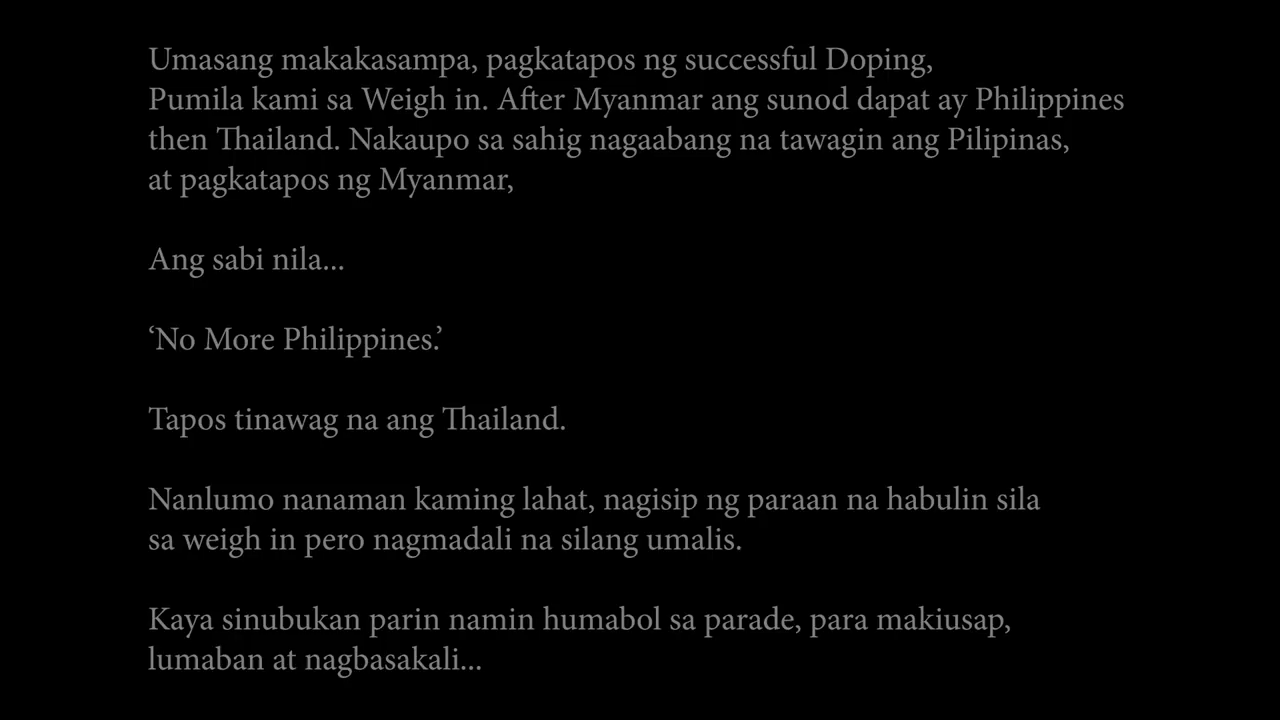 Umasang makakasampa, pagkatapos ng successful Doping,
Pumila kami sa Weigh in. After Myanmar ang sunod dapat ay Philippines
then Thailand. Nakaupo sa sahig nagaabang na tawagin ang Pilipinas,
at pagkatapos ng Myanmar,
Ang sabi nila...
‘No More Philippines.’
Tapos tinawag na ang Thailand.
Nanlumo nanaman kaming lahat, nagisip ng paraan na habulin sila
sa weigh in pero nagmadali na silang umalis.
Kaya sinubukan parin namin humabol sa parade, para makiusap,
lumaban at nagbasakali...